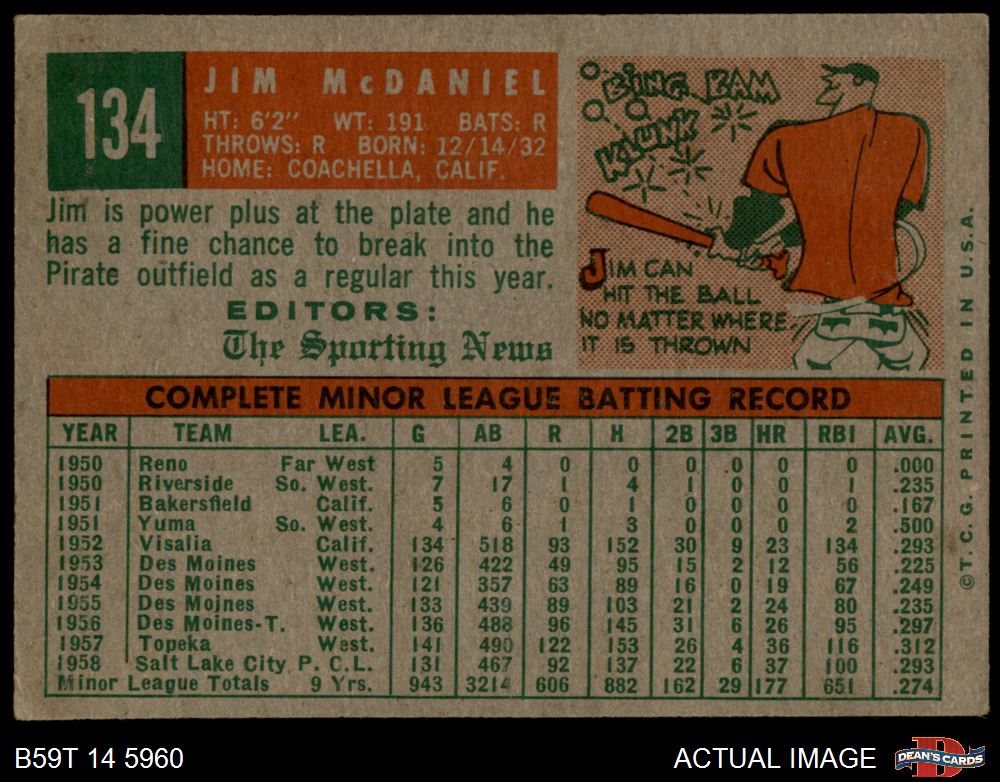 134
JIM McDANIEL
HT: 6'2" WT: 191 BATS: R
THROWS: R BORN: 12/14/32
HOME: COACHELLA, CALIF.
Jim is power plus at the plate and he
has a fine chance to break into the
Pirate outfield as a regular this year.
EDITORS:
The Sporting News
BING BAM
KLUNK
JIM CAN
HIT THE BALL
NO MATTER WHERE
IT IS THROWN
COMPLETE MINOR LEAGUE BATTING RECORD
YEAR TEAM LEA. G AB R H 2B 3B HR RBI AVG.
1950 Reno Far West 5 4 0 0 0 0 0 0 .000
1950 Riverside So. West. 7 17 1 4 1 0 0 1 .235
1951 Bakersfield Calif. 5 6 0 1 0 0 0 0 .167
1951 Yuma So. West. 4 6 1 3 0 0 0 2 .500
1952 Visalia Calif. 134 518 93 152 30 9 23 134 .293
1953 Des Moines West. 126 422 49 95 15 2 12 56 .225
1954 Des Moines West. 121 357 63 89 16 0 19 67 .249
1955 Des Moines West. 133 439 89 103 21 2 24 80 .235
1956 Des Moines-T. West. 136 488 96 145 31 6 26 95 .297
1957 Topeka West. 141 490 122 153 26 4 36 116 .312
1958 Salt Lake City P. C. L. 131 467 92 137 22 6 37 100 .293
Minor League Totals 9 Yrs. 943 3214 606 882 162 29 177 651 .274
©T. C. G. PRINTED IN U.S.A.
B59T 14 5960
ACTUAL IMAGE
D
DEAN'S CARDS